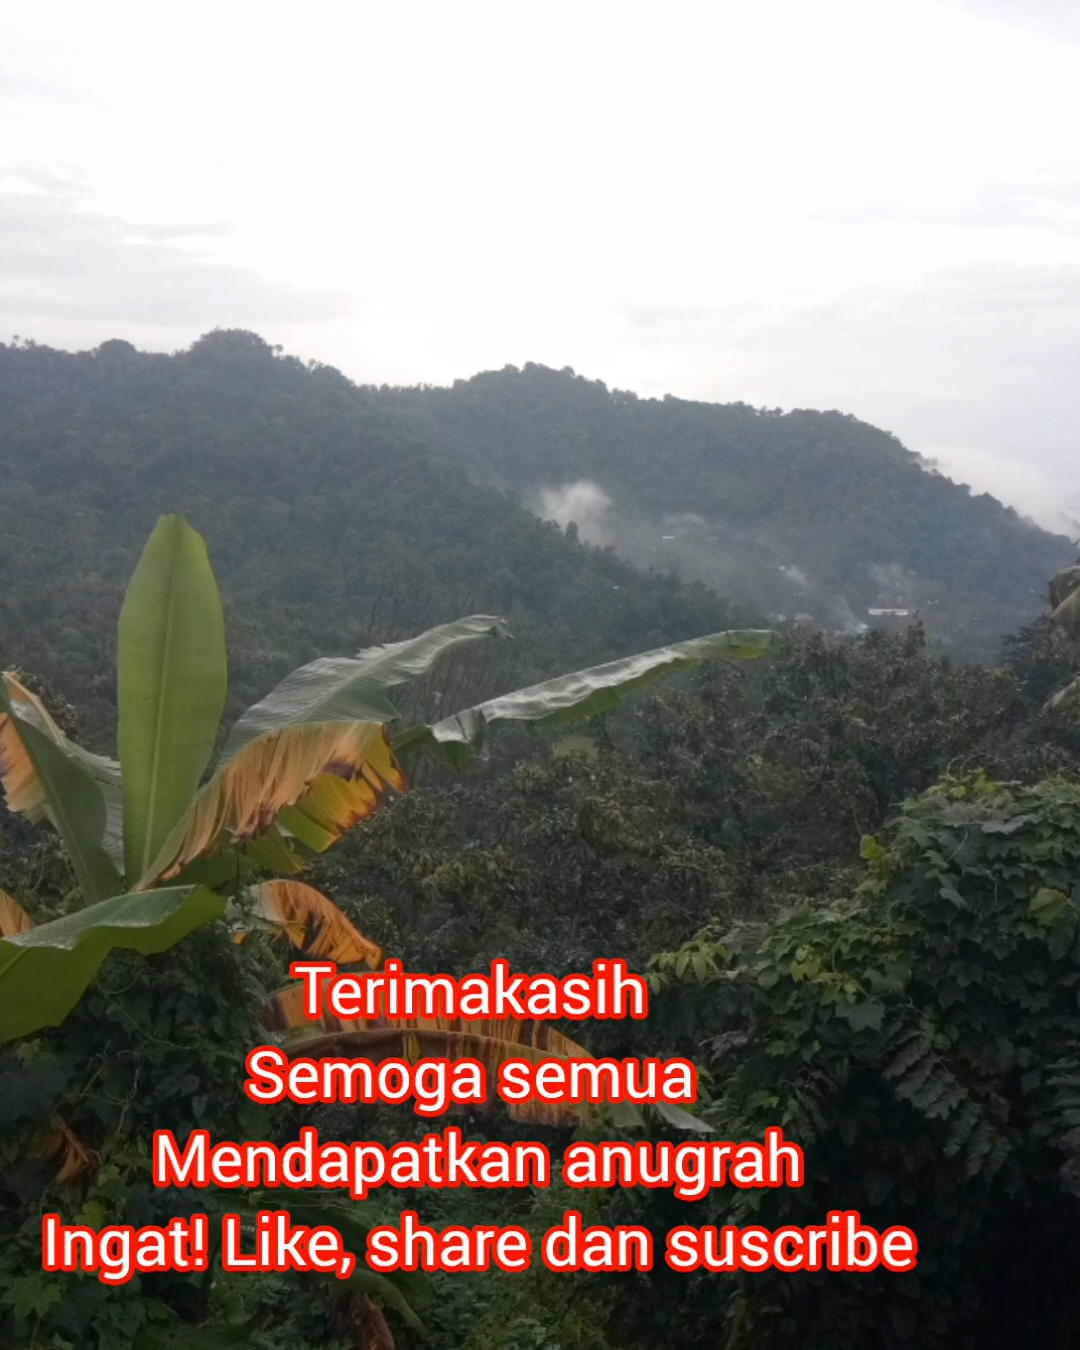 Terimakasih
Semoga semua
Mendapatkan anugrah
Ingat! Like, share dan suscribe